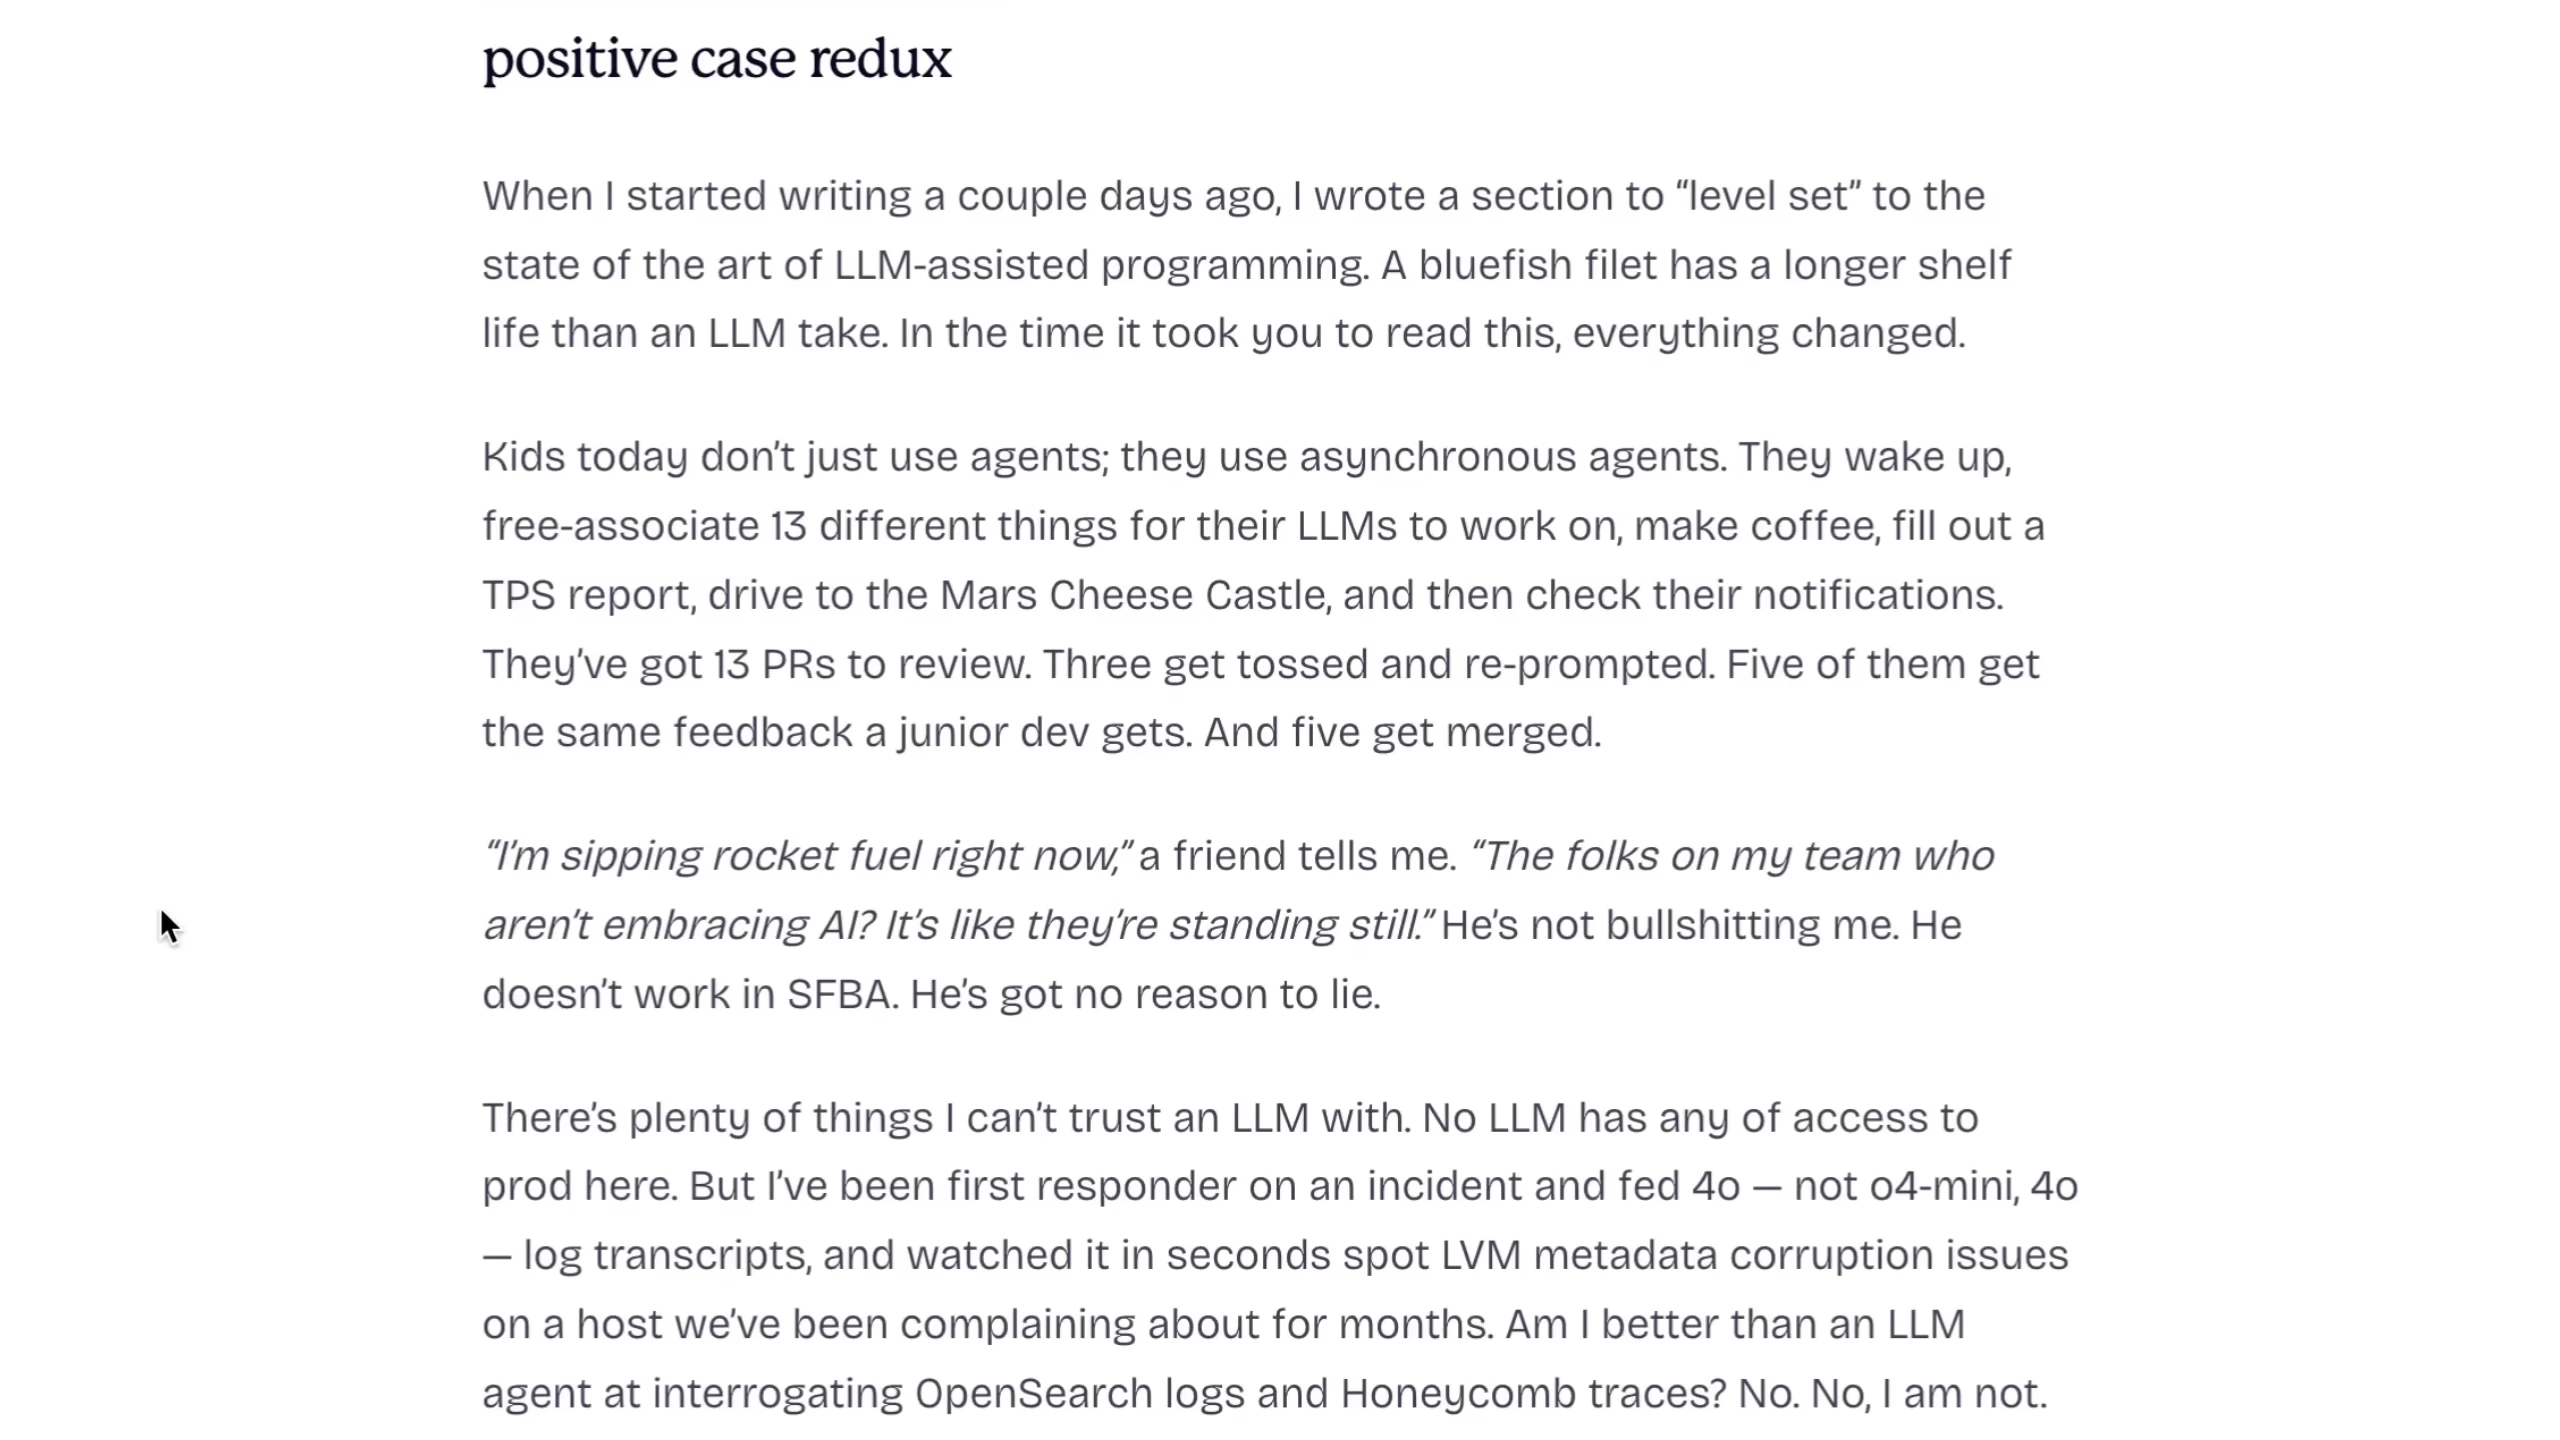 positive case redux
When I started writing a couple days ago, I wrote a section to “level set” to the
state of the art of LLM-assisted programming. A bluefish filet has a longer shelf
life than an LLM take. In the time it took you to read this, everything changed.
Kids today don’t just use agents; they use asynchronous agents. They wake up,
free-associate 13 different things for their LLMs to work on, make coffee, fill out a
TPS report, drive to the Mars Cheese Castle, and then check their notifications.
They’ve got 13 PRs to review. Three get tossed and re-prompted. Five of them get
the same feedback a junior dev gets. And five get merged.
“I’m sipping rocket fuel right now,” a friend tells me. “The folks on my team who
aren’t embracing AI? It’s like they’re standing still.” He’s not bullshitting me. He
doesn’t work in SFBA. He’s got no reason to lie.
There’s plenty of things I can’t trust an LLM with. No LLM has any of access to
prod here. But I’ve been first responder on an incident and fed 4o — not o4-mini, 4o
— log transcripts, and watched it in seconds spot LVM metadata corruption issues
on a host we’ve been complaining about for months. Am I better than an LLM
agent at interrogating OpenSearch logs and Honeycomb traces? No. No, I am not.